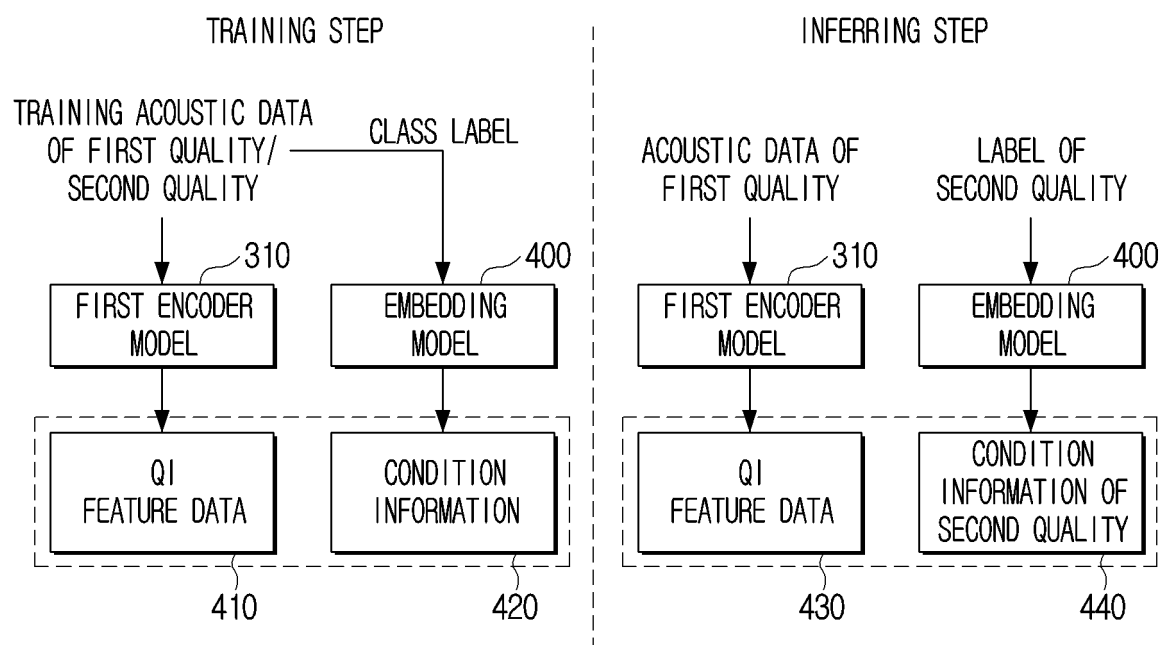 TRAINING STEP
TRAINING ACOUSTIC DATA
OF FIRST QUALITY/
SECOND QUALITY
CLASS LABEL
310
400
FIRST ENCODER
MODEL
EMBEDDING
MODEL
QI
FEATURE DATA
CONDITION
INFORMATION
410
420
INFERRING STEP
ACOUSTIC DATA OF
FIRST QUALITY
LABEL OF
SECOND QUALITY
310
400
FIRST ENCODER
MODEL
EMBEDDING
MODEL
QI
FEATURE DATA
CONDITION
INFORMATION OF
SECOND QUALITY
430
440